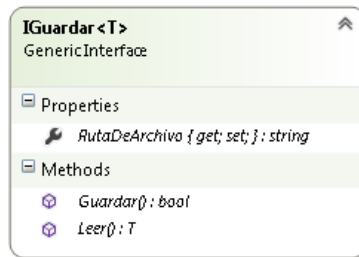 IGuardar<T>
GenericInterface
Properties
RutaDeArchivo { get; set; } : string
Methods
Guardar() : bool
Leer() : T